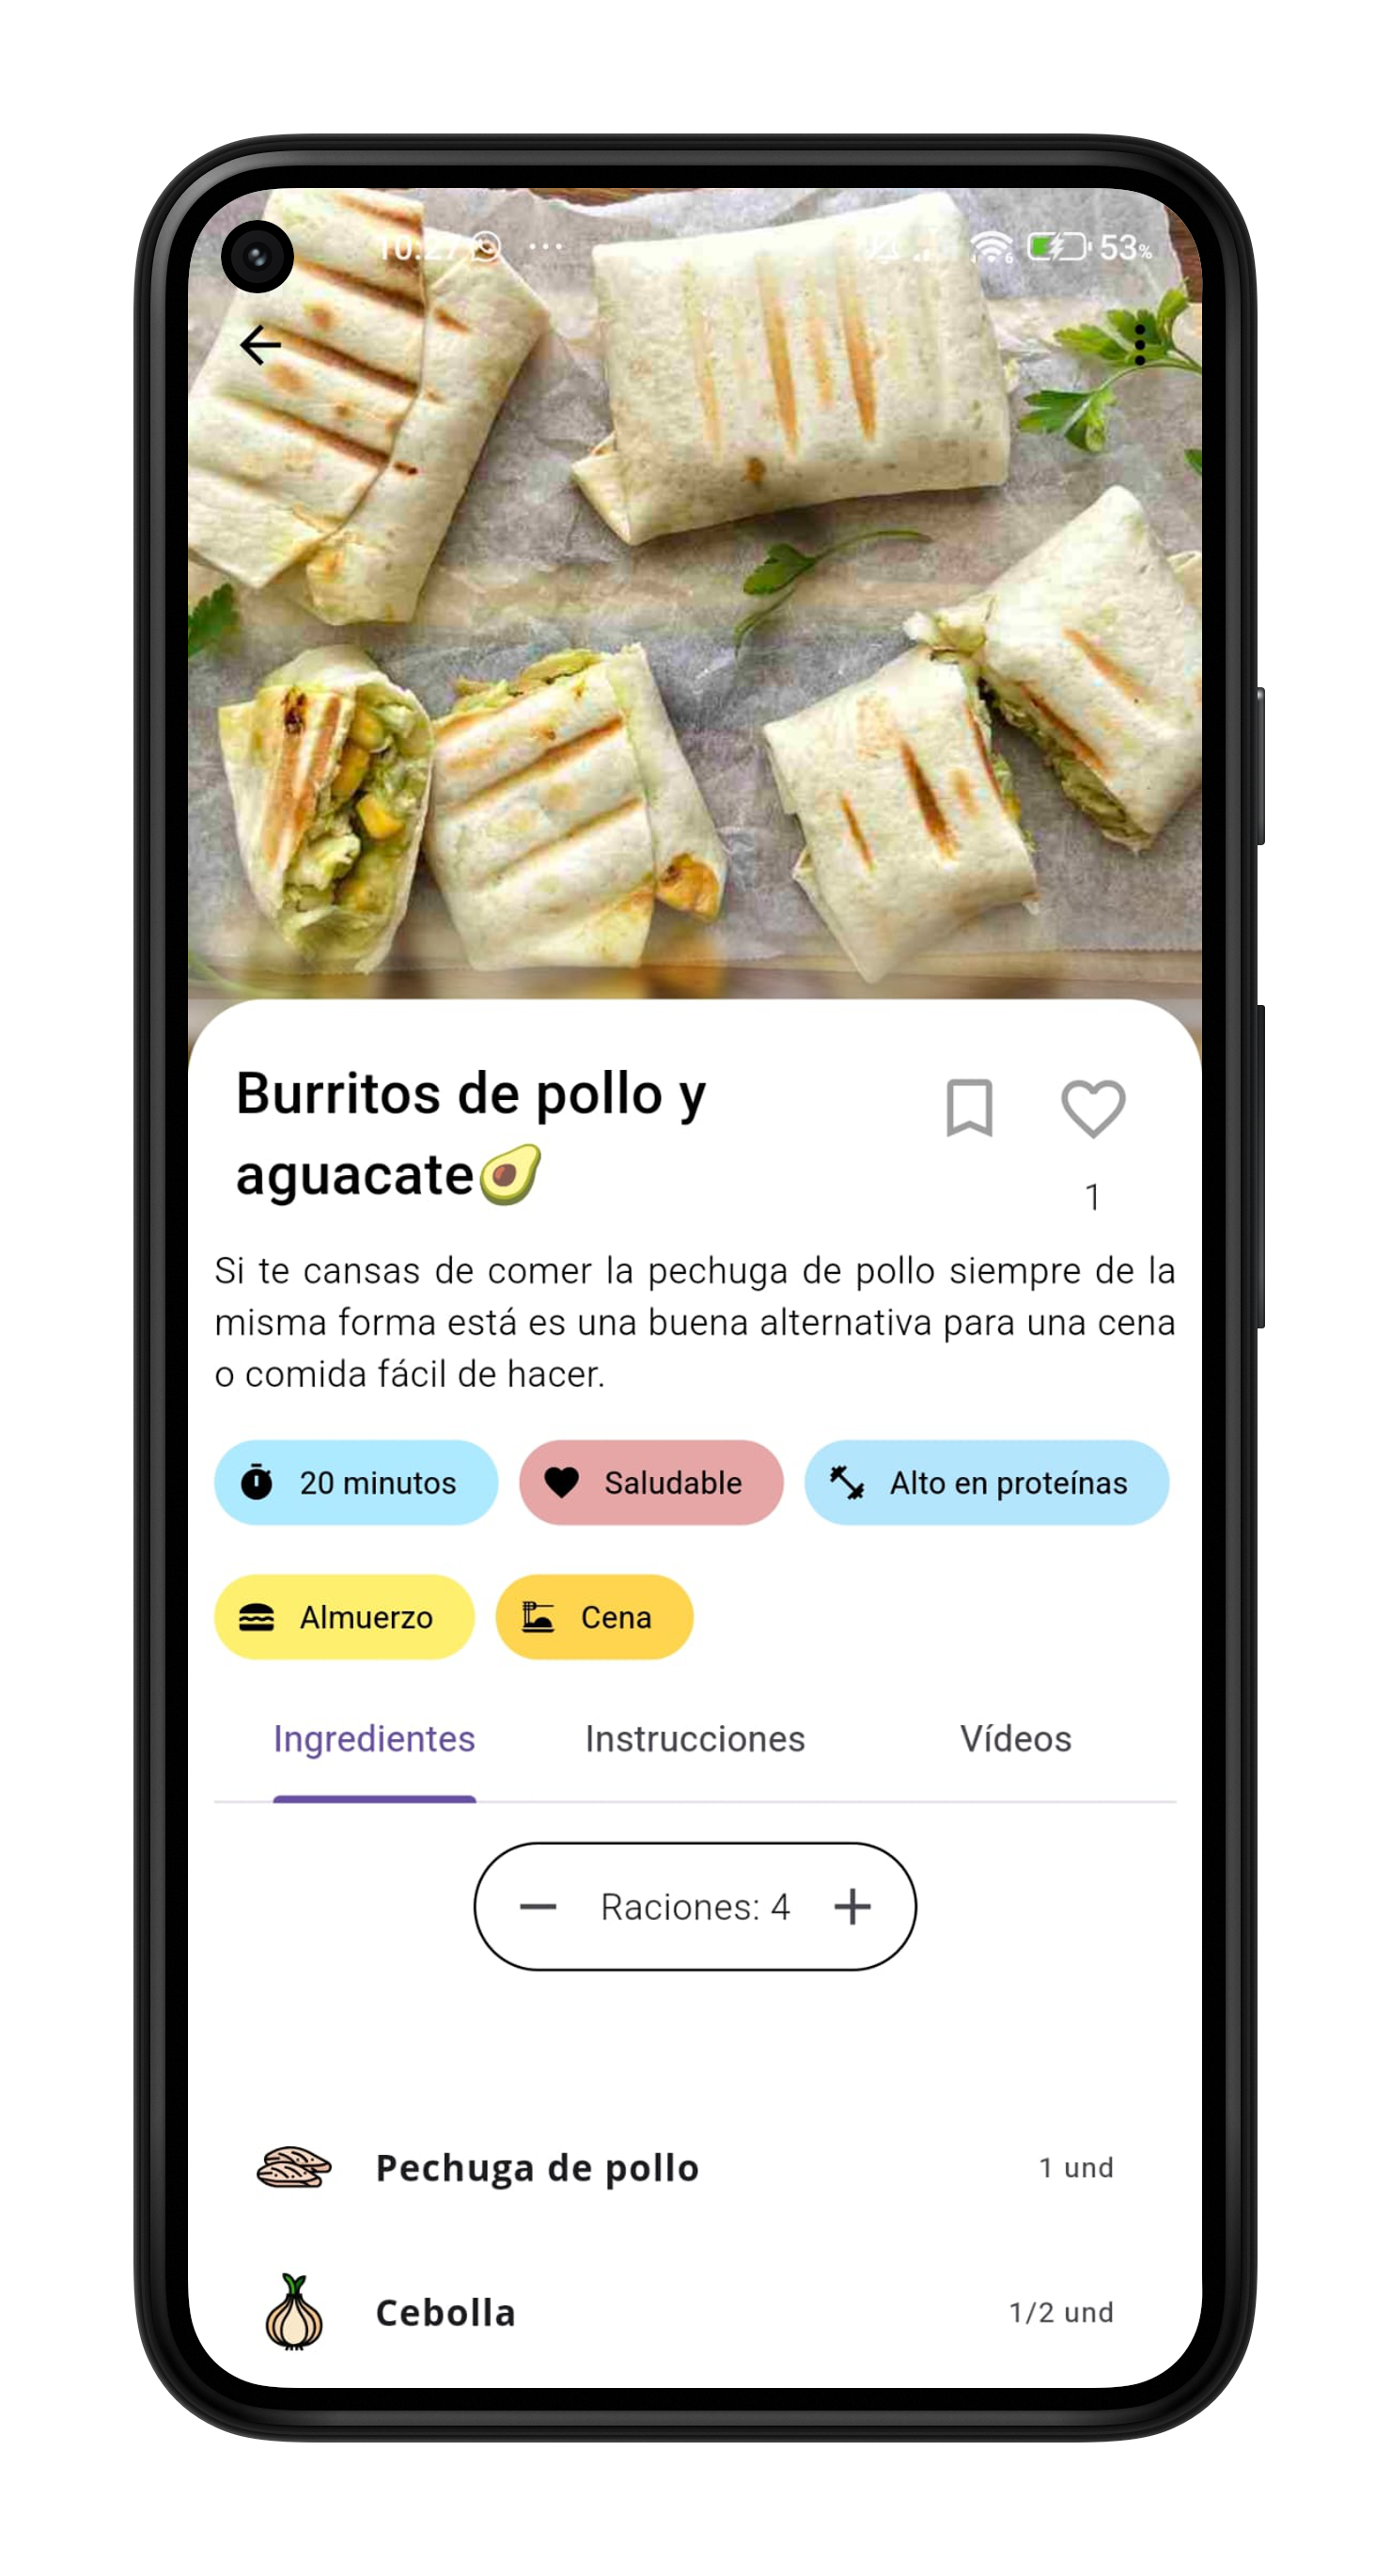 10:27
53%
Burritos de pollo y
aguacate🥑
1
Si te cansas de comer la pechuga de pollo siempre de la
misma forma está es una buena alternativa para una cena
o comida fácil de hacer.
20 minutos
Saludable
Alto en proteínas
Almuerzo
Cena
Ingredientes
Instrucciones
Vídeos
Raciones: 4
Pechuga de pollo
1 und
Cebolla
1/2 und